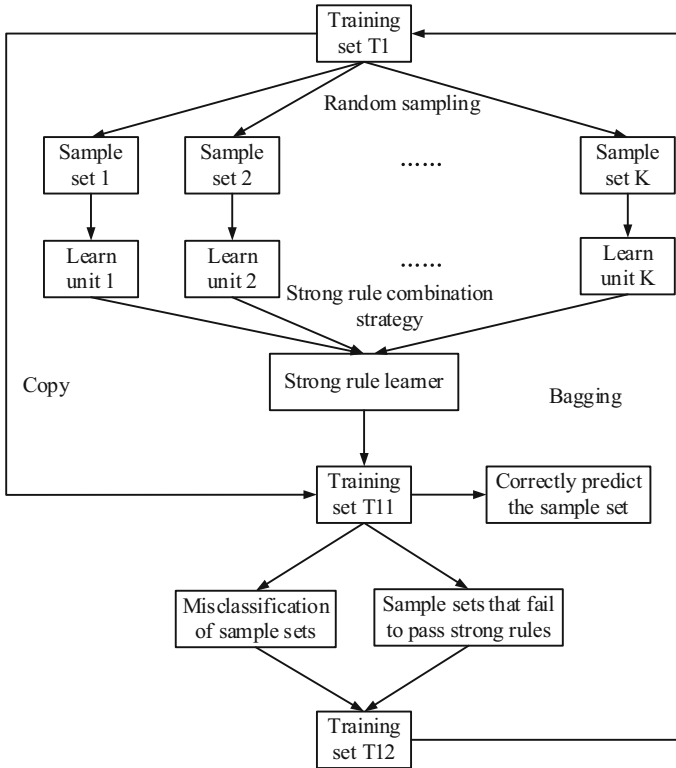 Training
set T1
Random sampling
Sample
set 1
Sample
set 2
......
Sample
set K
Learn
unit 1
Learn
unit 2
......
Learn
unit K
Strong rule combination
strategy
Strong rule learner
Copy
Bagging
Training
set T11
Correctly predict
the sample set
Misclassification
of sample sets
Sample sets that fail
to pass strong rules
Training
set T12